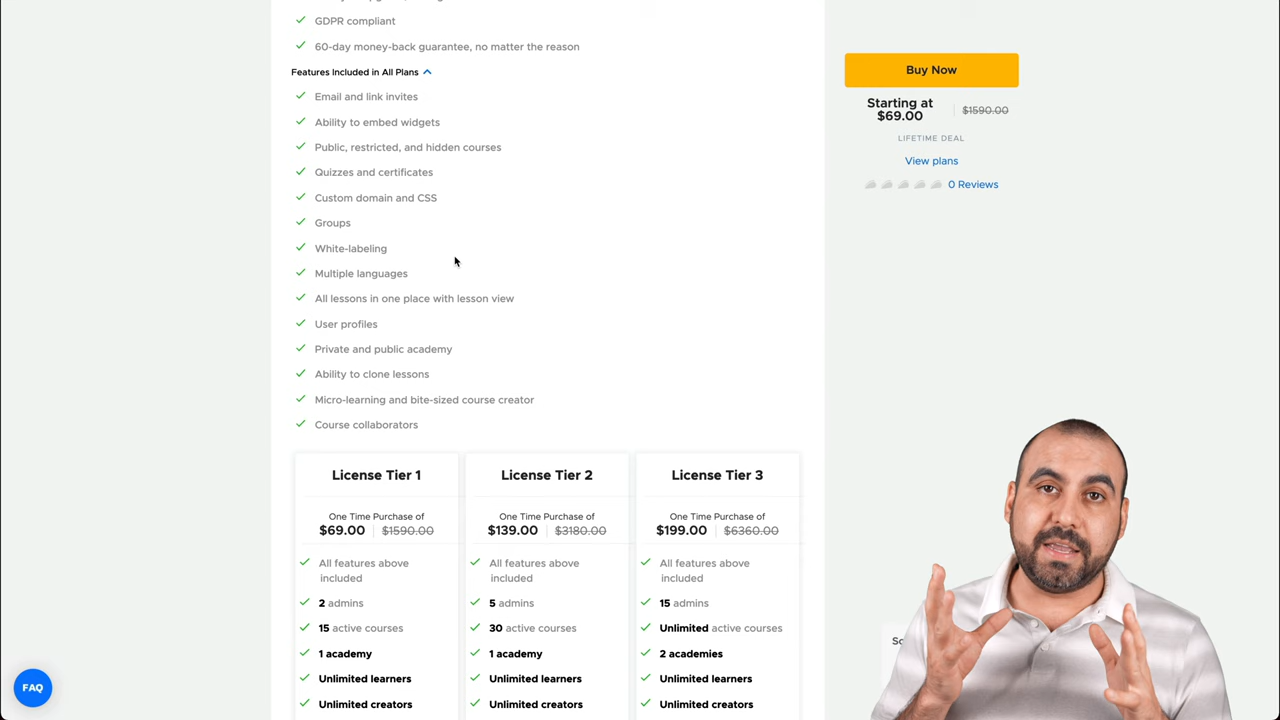 GDPR compliant
60-day money-back guarantee, no matter the reason
Features Included in All Plans
Email and link invites
Ability to embed widgets
Public, restricted, and hidden courses
Quizzes and certificates
Custom domain and CSS
Groups
White-labeling
Multiple languages
All lessons in one place with lesson view
User profiles
Private and public academy
Ability to clone lessons
Micro-learning and bite-sized course creator
Course collaborators
License Tier 1
One Time Purchase of
$69.00 $1590.00
All features above
included
2 admins
15 active courses
1 academy
Unlimited learners
Unlimited creators
License Tier 2
One Time Purchase of
$139.00 $3180.00
All features above
included
5 admins
30 active courses
1 academy
Unlimited learners
Unlimited creators
License Tier 3
One Time Purchase of
$199.00 $6360.00
All features above
included
15 admins
Unlimited active courses
2 academies
Unlimited learners
Unlimited creators
Buy Now
Starting at
$69.00 $1590.00
LIFETIME DEAL
View plans
0 Reviews
FAQ